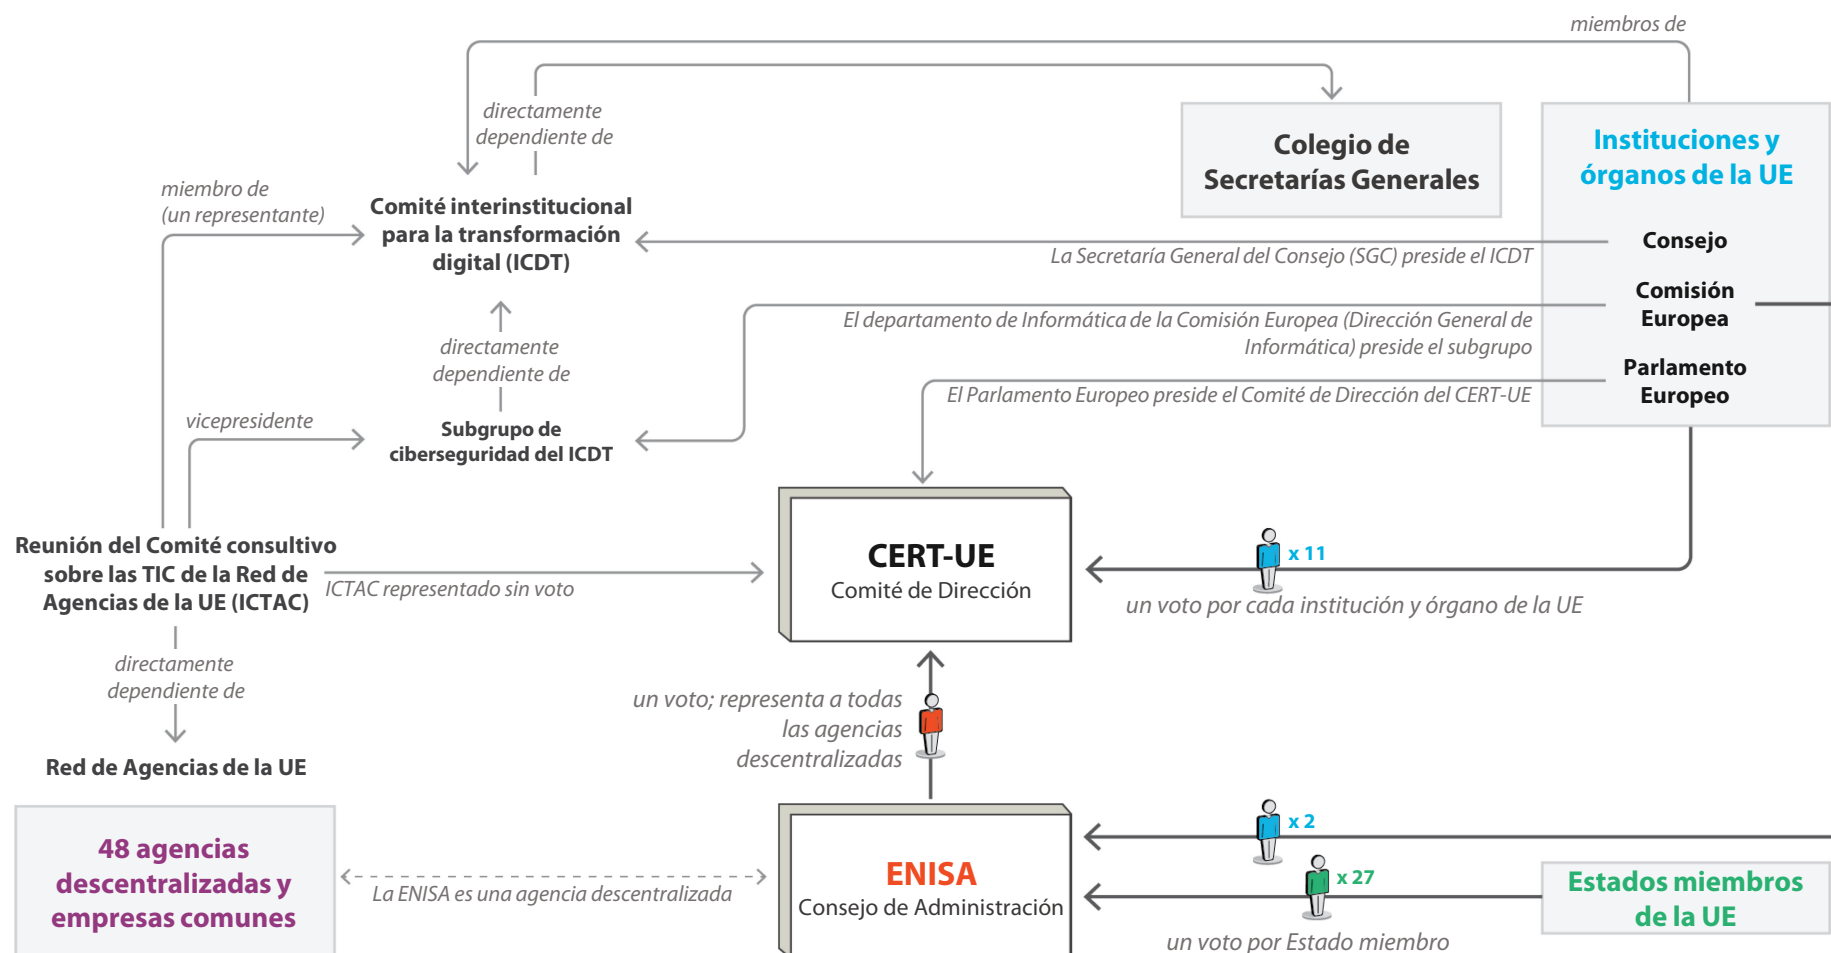 miembros de
directamente
dependiente de
Colegio de
Secretarías Generales
Instituciones y
órganos de la UE
miembro de
(un representante)
Comité interinstitucional
para la transformación
digital (ICDT)
Consejo
La Secretaría General del Consejo (SGC) preside el ICDT
Comisión
Europea
El departamento de Informática de la Comisión Europea (Dirección General de
Informática) preside el subgrupo
directamente
dependiente de
Parlamento
Europeo
El Parlamento Europeo preside el Comité de Dirección del CERT-UE
vicepresidente
Subgrupo de
ciberseguridad del ICDT
Reunión del Comité consultivo
sobre las TIC de la Red de
Agencias de la UE (ICTAC)
ICTAC representado sin voto
CERT-UE
Comité de Dirección
x 11
un voto por cada institución y órgano de la UE
directamente
dependiente de
un voto; representa a todas
las agencias
descentralizadas
Red de Agencias de la UE
48 agencias
descentralizadas y
empresas comunes
La ENISA es una agencia descentralizada
ENISA
Consejo de Administración
x 2
x 27
Estados miembros
de la UE
un voto por Estado miembro